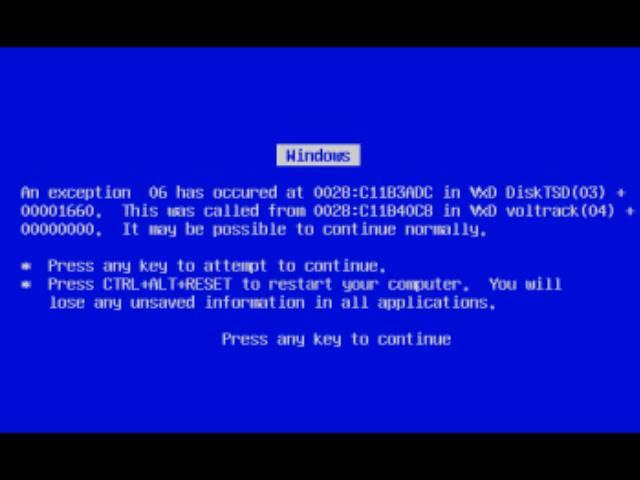 Windows
An exception 06 has occured at 0028:C11B3ADC in VxD DiskTSD(03) +
00001660. This was called from 0028:C11B40C8 in VxD voltrack(04) +
00000000. It may be possible to continue normally.
* Press any key to attempt to continue.
* Press CTRL+ALT+RESET to restart your computer. You will
lose any unsaved information in all applications.
Press any key to continue